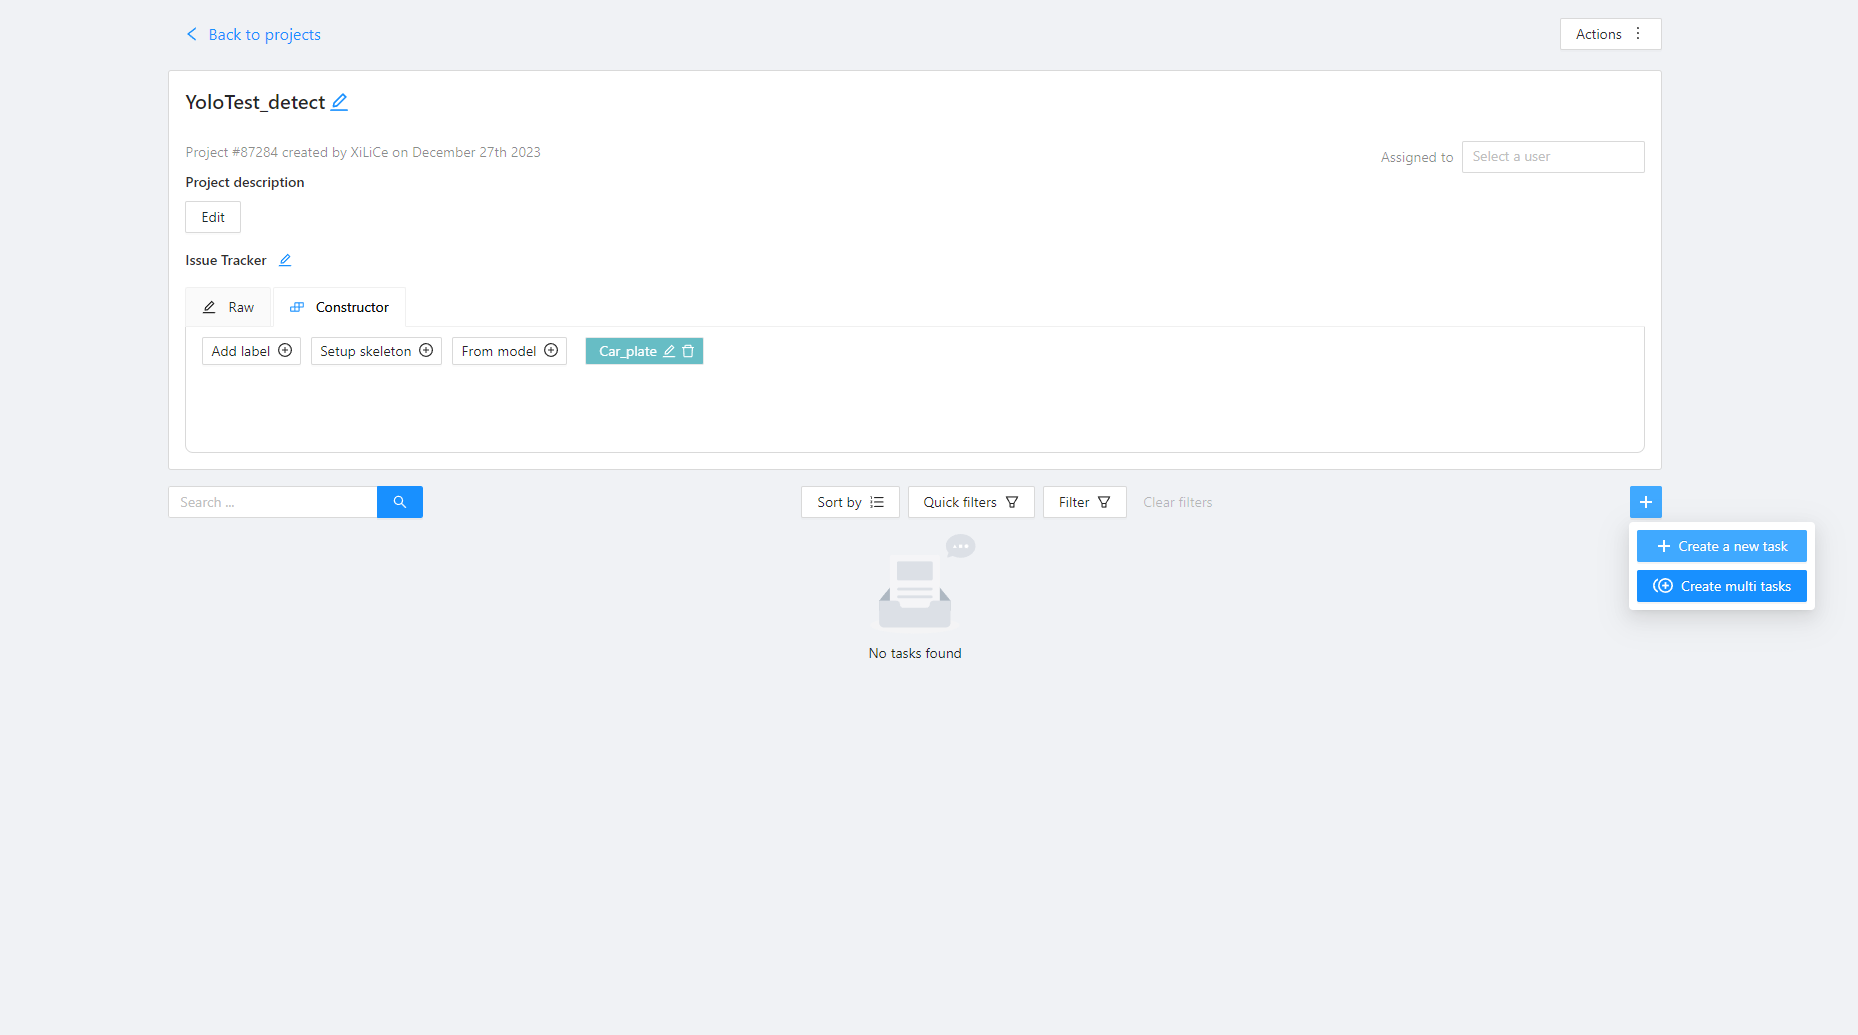 Back to projects
Actions
YoloTest_detect
Project #87284 created by XiLiCe on December 27th 2023
Assigned to
Select a user
Project description
Edit
Issue Tracker
Raw
Constructor
Add label
Setup skeleton
From model
Car_plate
Search ...
Sort by
Quick filters
Filter
Clear filters
Create a new task
Create multi tasks
No tasks found